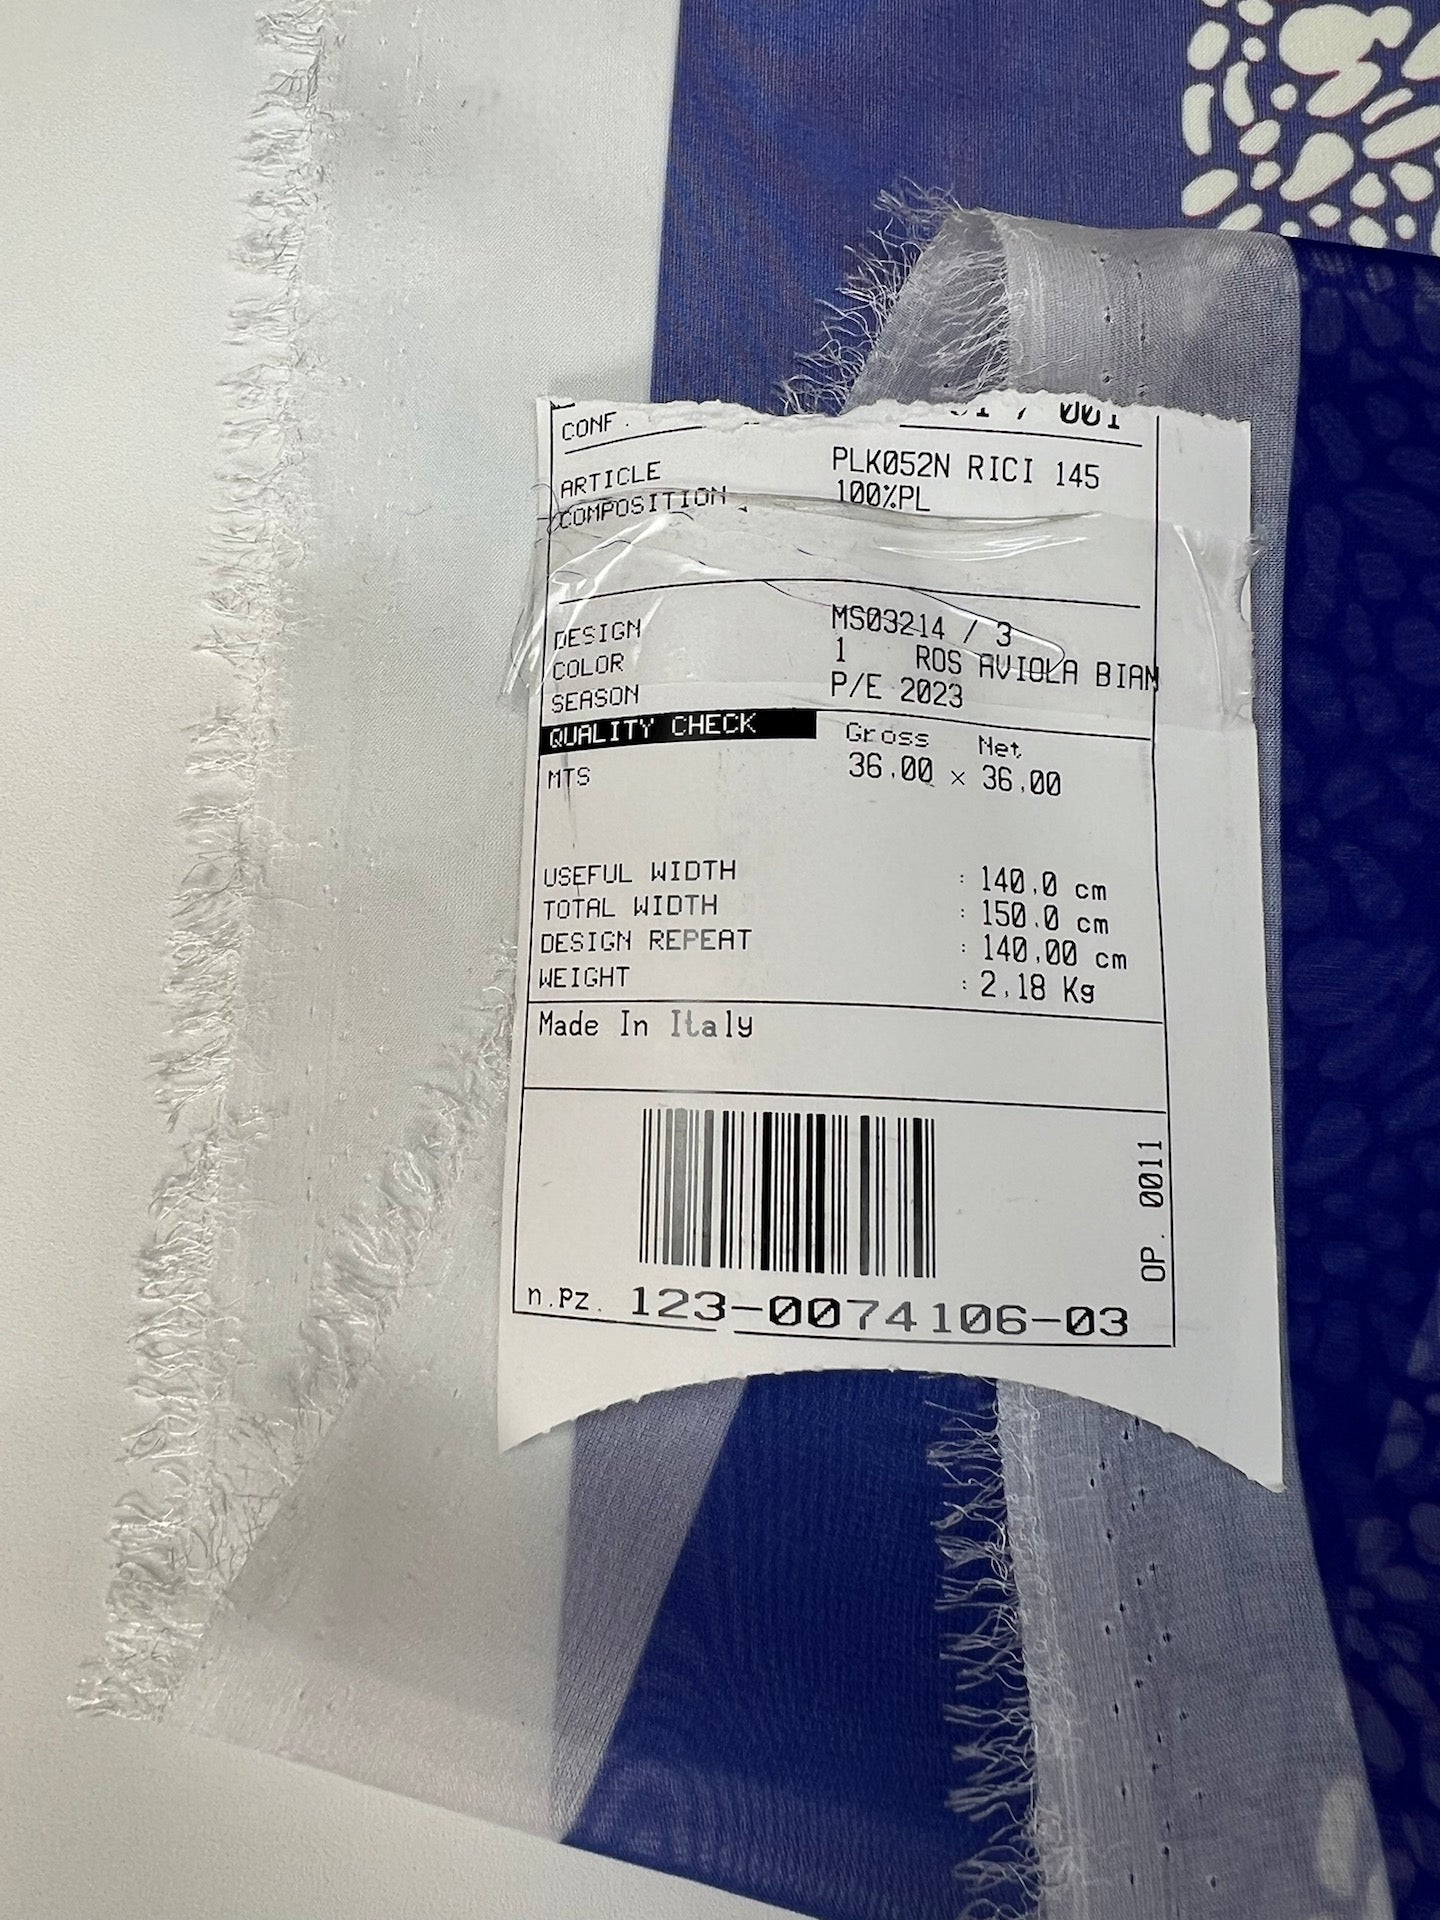 CONF. / 001
ARTICLE PLK052N RICI 145
COMPOSITION 100%PL
DESIGN MS03214 / 3
COLOR 1 ROS AVIOLA BIAN
SEASON P/E 2023
QUALITY CHECK Gross Net
MTS 36.00 × 36.00
USEFUL WIDTH : 140,0 cm
TOTAL WIDTH : 150.0 cm
DESIGN REPEAT : 140,00 cm
WEIGHT : 2,18 Kg
Made In Italy
OP. 0011
n.Pz. 123-0074106-03